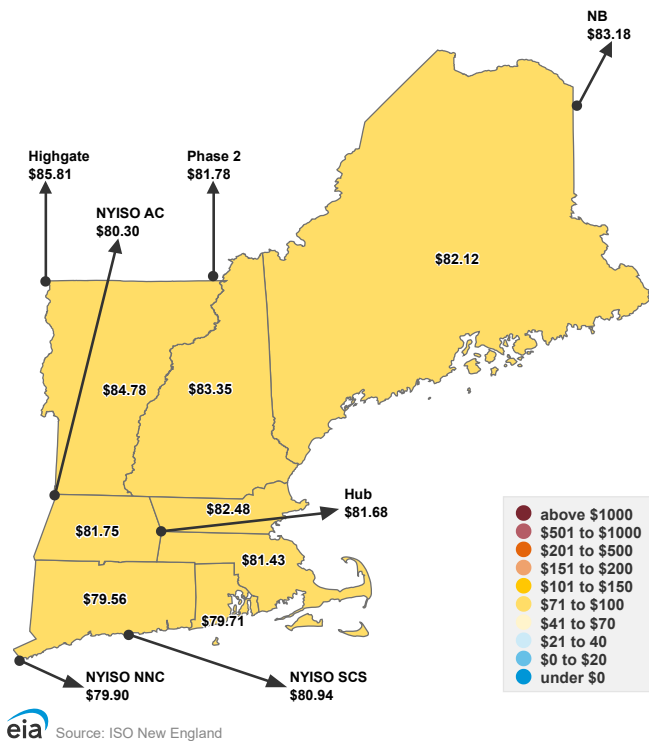 NB
$83.18
Highgate
$85.81
Phase 2
$81.78
NYISO AC
$80.30
$82.12
$84.78
$83.35
Hub
$81.68
$82.48
$81.75
$81.43
$79.56
$79.71
NYISO NNC
$79.90
NYISO SCS
$80.94
above $1000
$501 to $1000
$201 to $500
$151 to $200
$101 to $150
$71 to $100
$41 to $70
$21 to 40
$0 to $20
under $0
eia Source: ISO New England